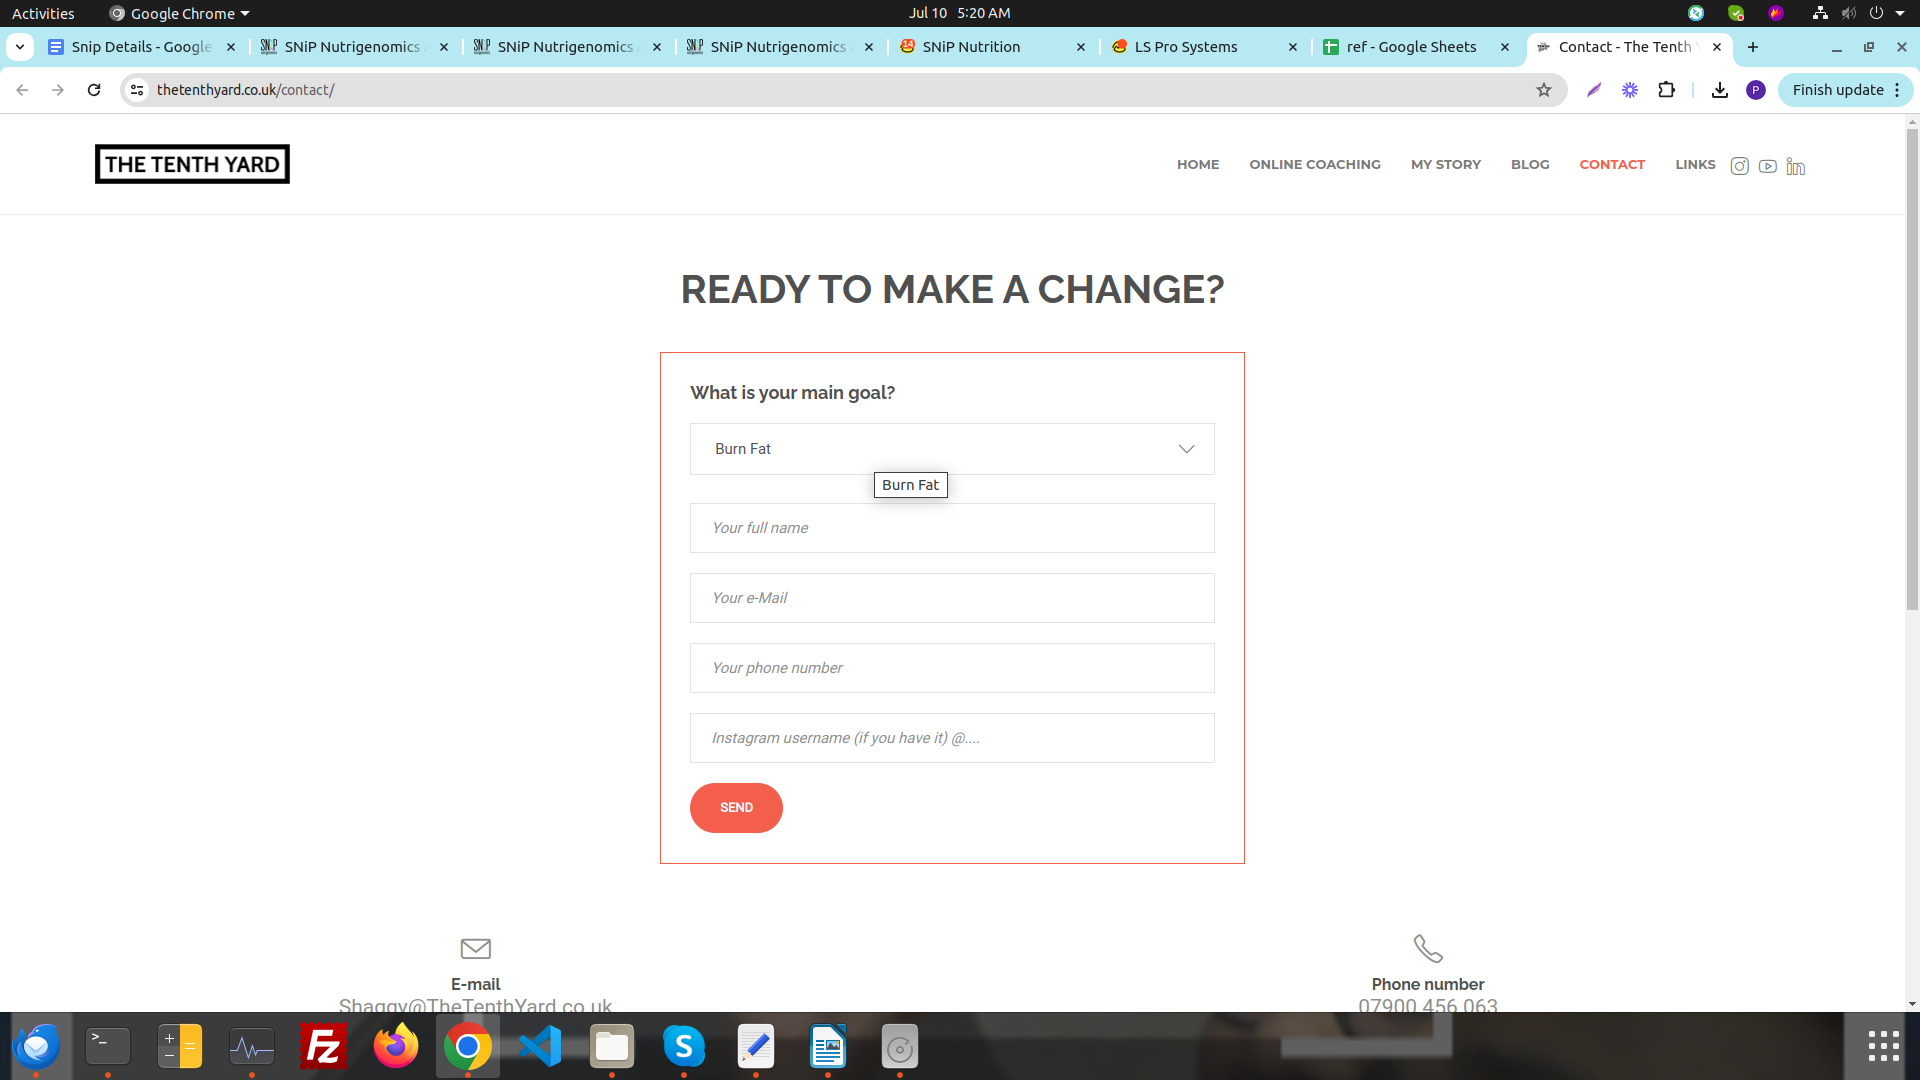 Activities
Google Chrome
Jul 10 5:20 AM
Snip Details - Google
SNiP Nutrigenomics
SNiP Nutrigenomics
SNiP Nutrigenomics
SNiP Nutrition
LS Pro Systems
ref - Google Sheets
Contact - The Tenth
thetenthyard.co.uk/contact/
P
Finish update
THE TENTH YARD
HOME
ONLINE COACHING
MY STORY
BLOG
CONTACT
LINKS
READY TO MAKE A CHANGE?
What is your main goal?
Burn Fat
Burn Fat
Your full name
Your e-Mail
Your phone number
Instagram username (if you have it) @....
SEND
E-mail
Phone number
Shaggy@TheTenthYard.co.uk
07900 456 063